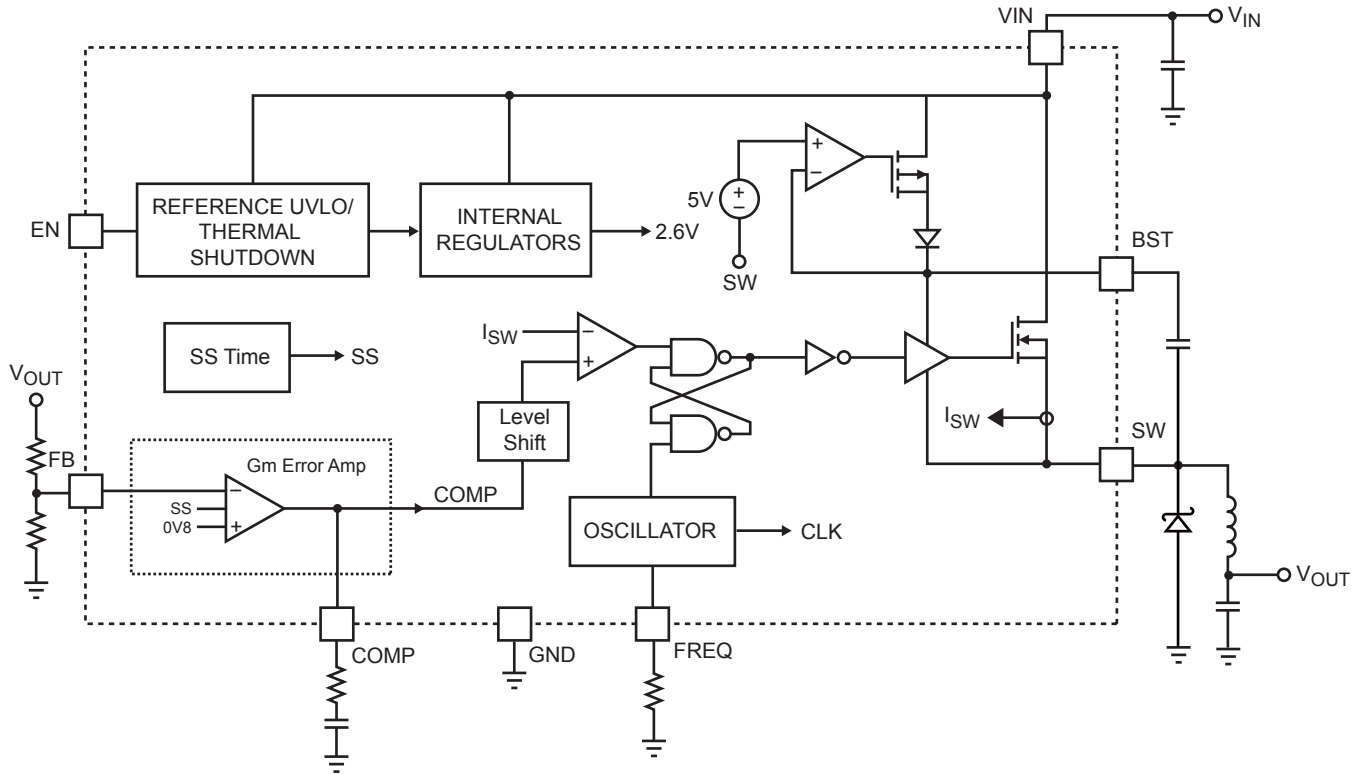 VIN
V_IN
REFERENCE UVLO/
THERMAL
SHUTDOWN
INTERNAL
REGULATORS
2.6V
5V
+
−
+
−
SW
EN
BST
SS Time
SS
I_SW
−
+
V_OUT
Level
Shift
I_SW
SW
FB
Gm Error Amp
−
SS
0V8
+
COMP
OSCILLATOR
CLK
V_OUT
COMP
GND
FREQ